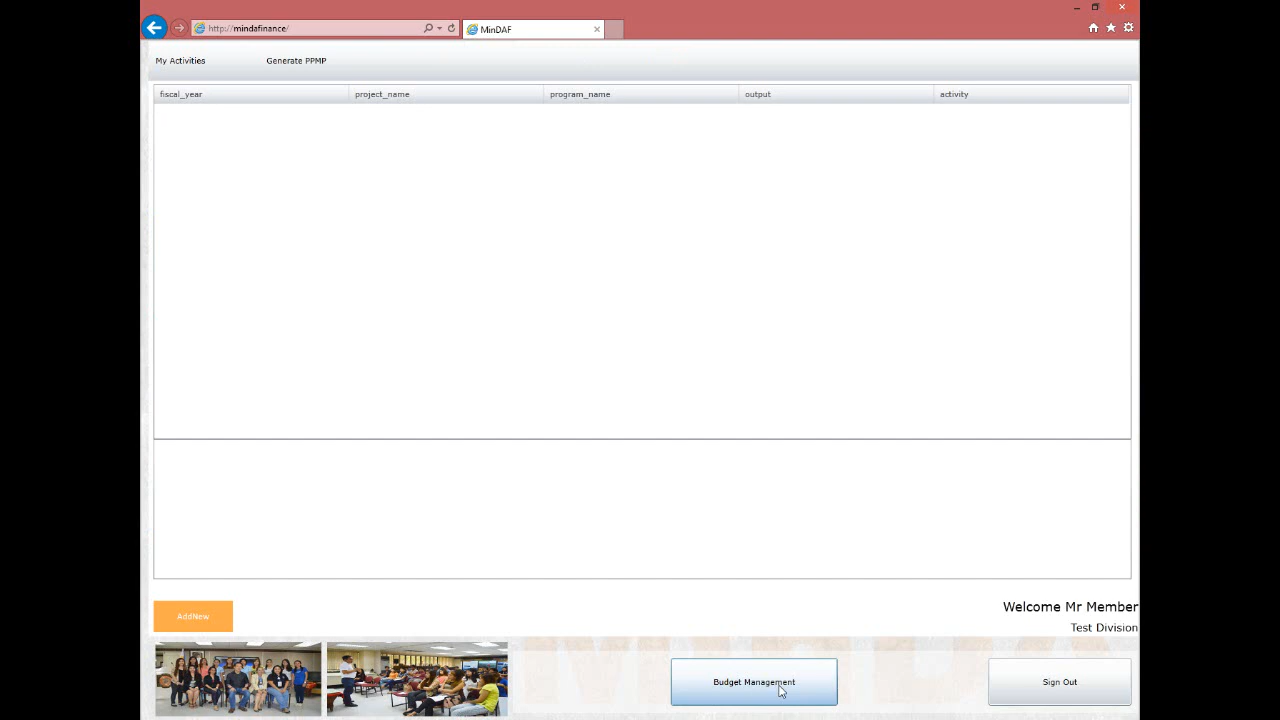 http://mindafinance/
MinDAF
My Activities
Generate PPMP
fiscal_year
project_name
program_name
output
activity
AddNew
Welcome Mr Member
Test Division
Budget Management
Sign Out